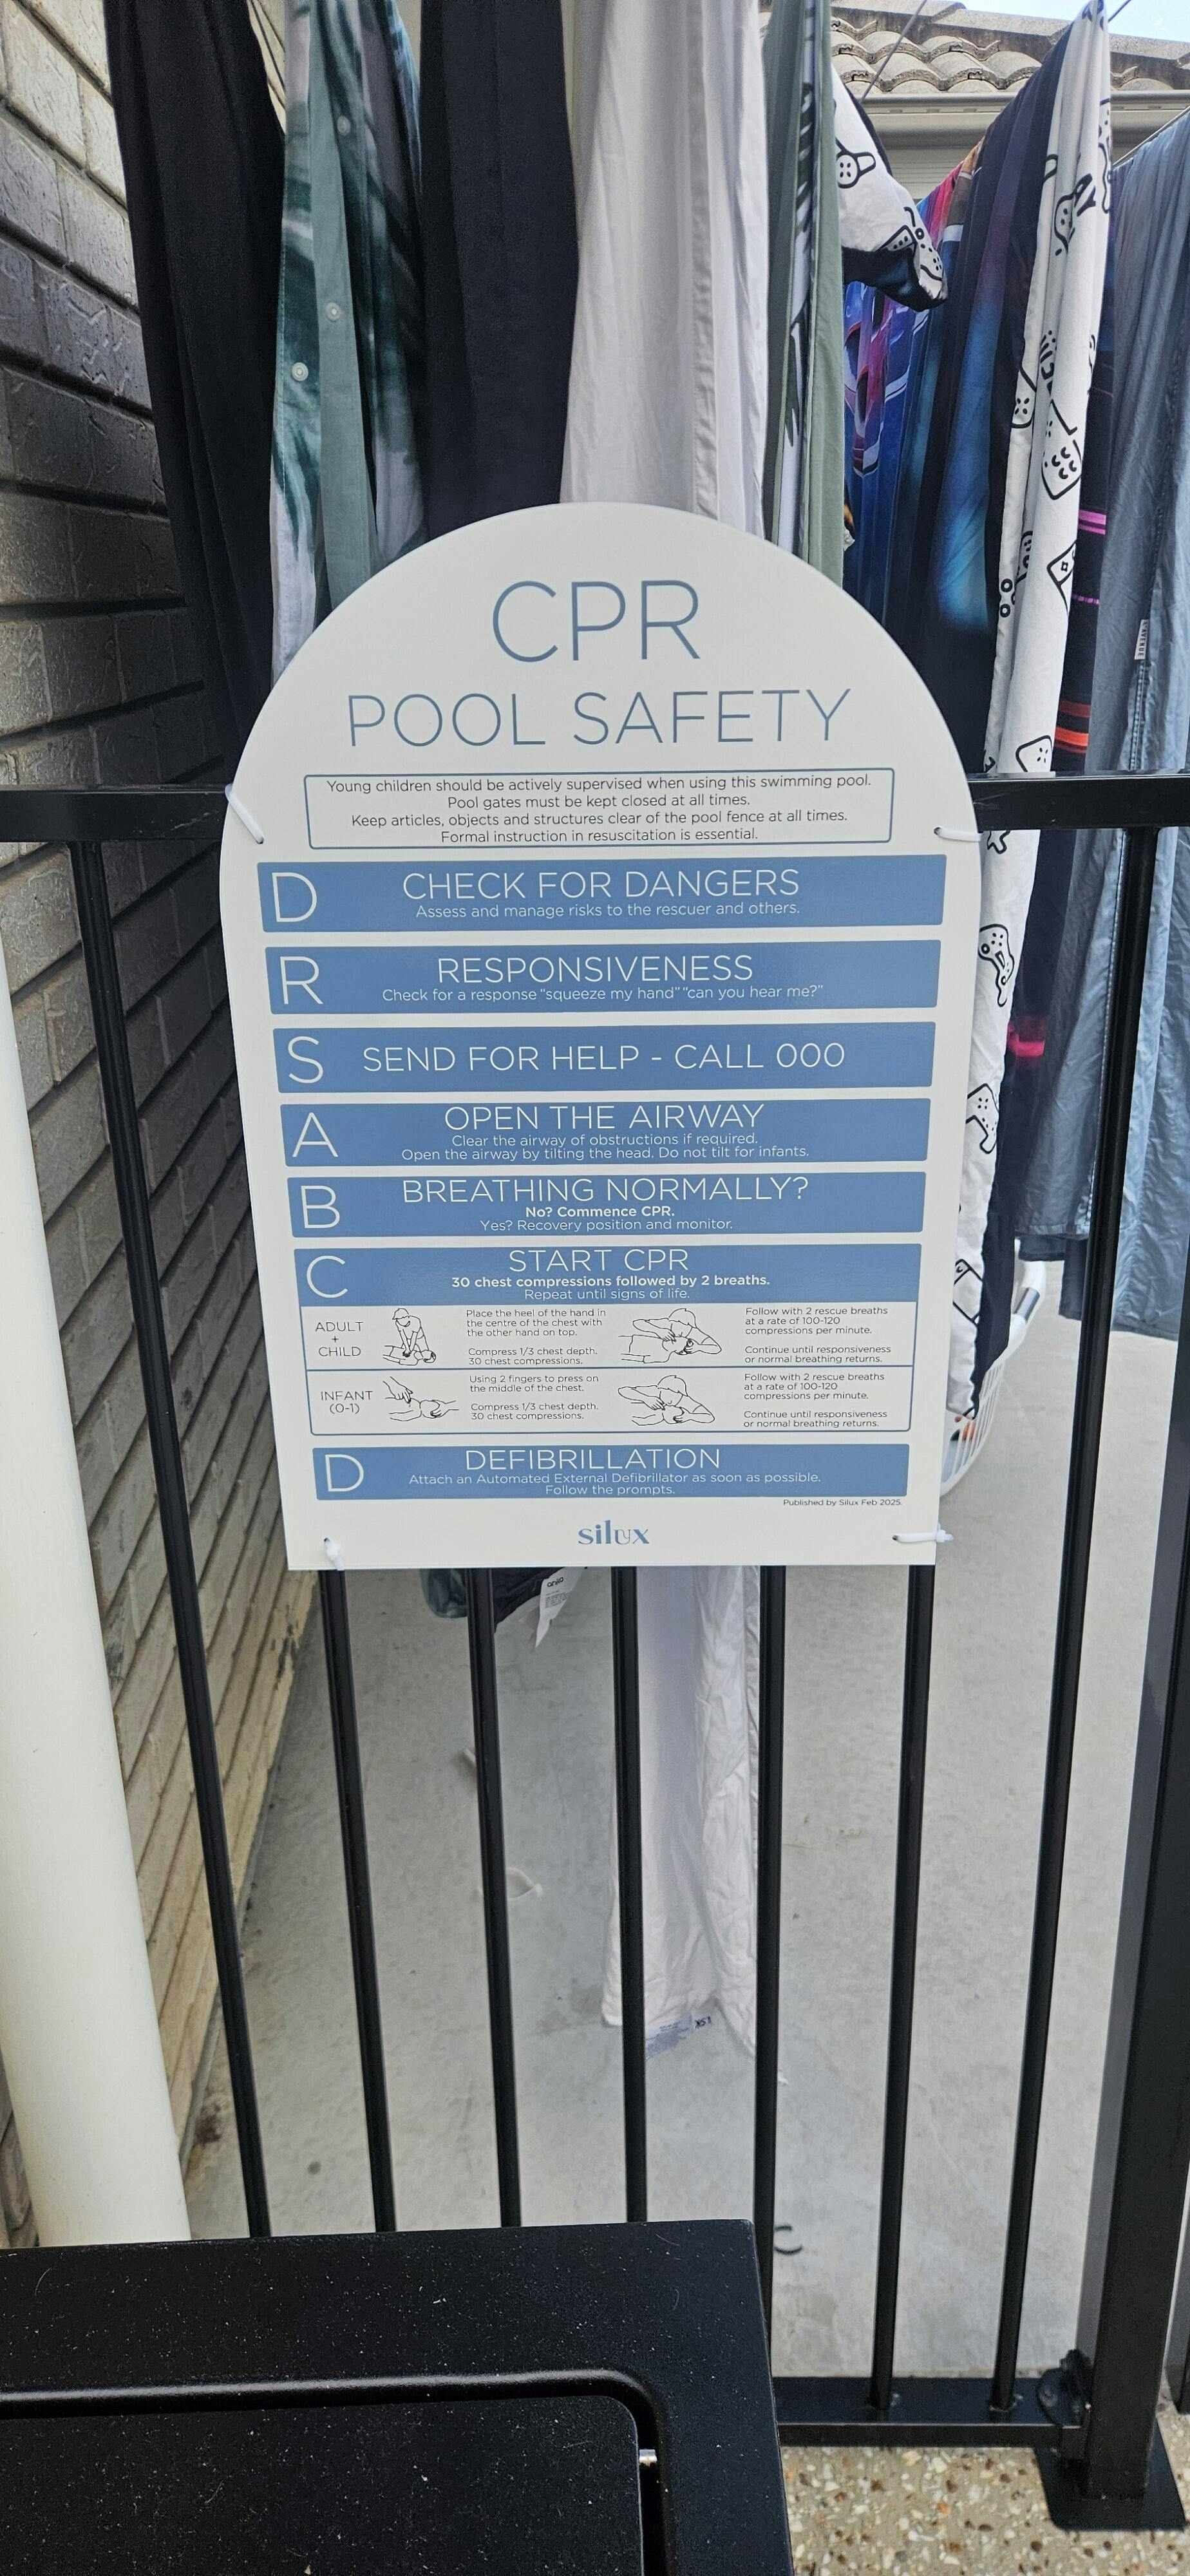 CPR
POOL SAFETY
Young children should be actively supervised when using this swimming pool.
Pool gates must be kept closed at all times.
Keep articles, objects and structures clear of the pool fence at all times.
Formal instruction in resuscitation is essential.
D
CHECK FOR DANGERS
Assess and manage risks to the rescuer and others.
R
RESPONSIVENESS
Check for a response “squeeze my hand” “can you hear me?”
S
SEND FOR HELP - CALL 000
A
OPEN THE AIRWAY
Clear the airway of obstructions if required.
Open the airway by tilting the head. Do not tilt for infants.
B
BREATHING NORMALLY?
No? Commence CPR.
Yes? Recovery position and monitor.
C
START CPR
30 chest compressions followed by 2 breaths.
Repeat until signs of life.
ADULT
+
CHILD
Place the heel of the hand in
the centre of the chest with
the other hand on top.
Compress 1/3 chest depth.
30 chest compressions.
Follow with 2 rescue breaths
at a rate of 100-120
compressions per minute.
Continue until responsiveness
or normal breathing returns.
INFANT
(0-1)
Using 2 fingers to press on
the middle of the chest.
Compress 1/3 chest depth.
30 chest compressions.
Follow with 2 rescue breaths
at a rate of 100-120
compressions per minute.
Continue until responsiveness
or normal breathing returns.
D
DEFIBRILLATION
Attach an Automated External Defibrillator as soon as possible.
Follow the prompts.
Published by Silux Feb 2025.
silux
anko